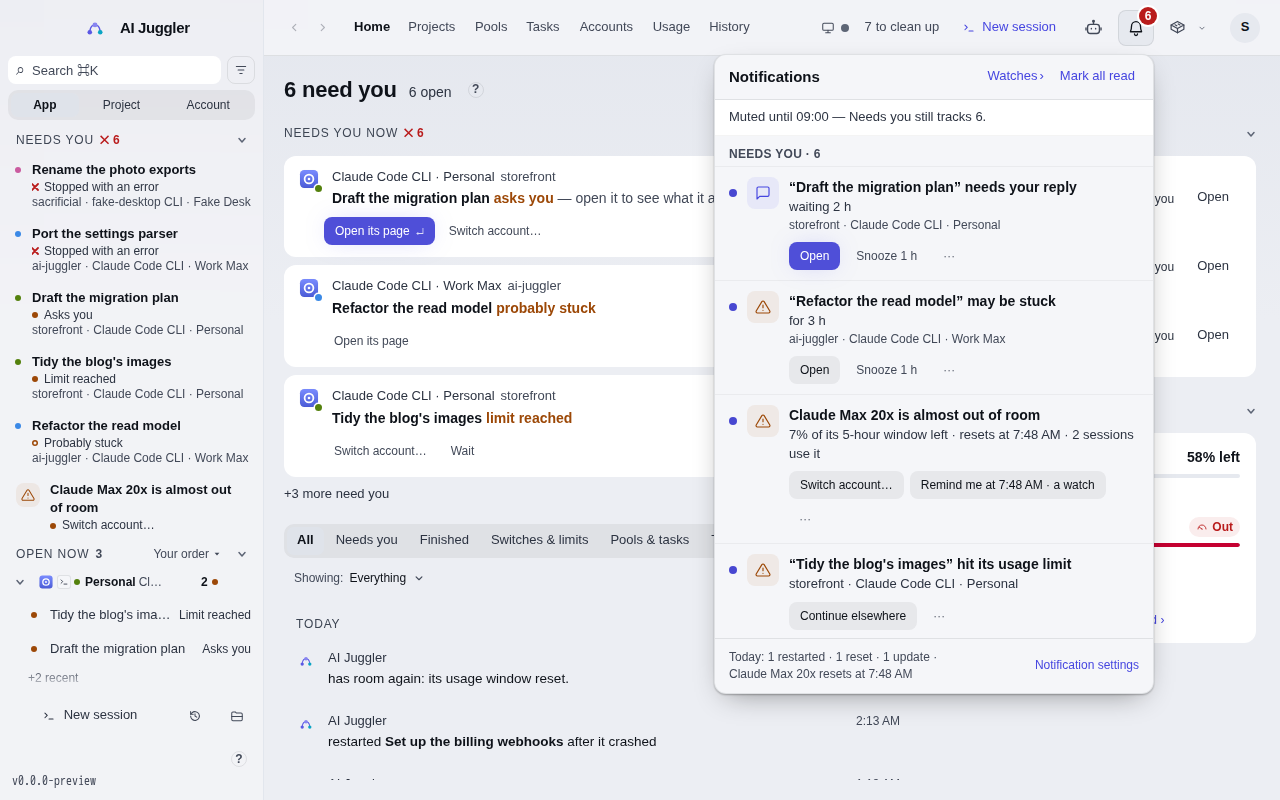 AI Juggler
Home
Projects
Pools
Tasks
Accounts
Usage
History
7 to clean up
New session
6
S
Search ⌘K
App
Project
Account
NEEDS YOU 6
Rename the photo exports
Stopped with an error
sacrificial · fake-desktop CLI · Fake Desk
Port the settings parser
Stopped with an error
ai-juggler · Claude Code CLI · Work Max
Draft the migration plan
Asks you
storefront · Claude Code CLI · Personal
Tidy the blog's images
Limit reached
storefront · Claude Code CLI · Personal
Refactor the read model
Probably stuck
ai-juggler · Claude Code CLI · Work Max
Claude Max 20x is almost out
of room
Switch account…
OPEN NOW 3
Your order
Personal Cl…
2
Tidy the blog's ima…
Limit reached
Draft the migration plan
Asks you
+2 recent
New session
?
v0.0.0-preview
6 need you
6 open
?
NEEDS YOU NOW 6
Claude Code CLI · Personal storefront
Draft the migration plan asks you — open it to see what it a
Open its page
Switch account…
Claude Code CLI · Work Max ai-juggler
Refactor the read model probably stuck
Open its page
Claude Code CLI · Personal storefront
Tidy the blog's images limit reached
Switch account…
Wait
+3 more need you
All
Needs you
Finished
Switches & limits
Pools & tasks
Showing: Everything
TODAY
AI Juggler
has room again: its usage window reset.
AI Juggler
restarted Set up the billing webhooks after it crashed
2:13 AM
Notifications
Watches ›
Mark all read
Muted until 09:00 — Needs you still tracks 6.
NEEDS YOU · 6
“Draft the migration plan” needs your reply
waiting 2 h
storefront · Claude Code CLI · Personal
Open
Snooze 1 h
···
“Refactor the read model” may be stuck
for 3 h
ai-juggler · Claude Code CLI · Work Max
Open
Snooze 1 h
···
Claude Max 20x is almost out of room
7% of its 5-hour window left · resets at 7:48 AM · 2 sessions
use it
Switch account…
Remind me at 7:48 AM · a watch
···
“Tidy the blog's images” hit its usage limit
storefront · Claude Code CLI · Personal
Continue elsewhere
···
Today: 1 restarted · 1 reset · 1 update ·
Claude Max 20x resets at 7:48 AM
Notification settings
you
Open
you
Open
you
Open
58% left
Out